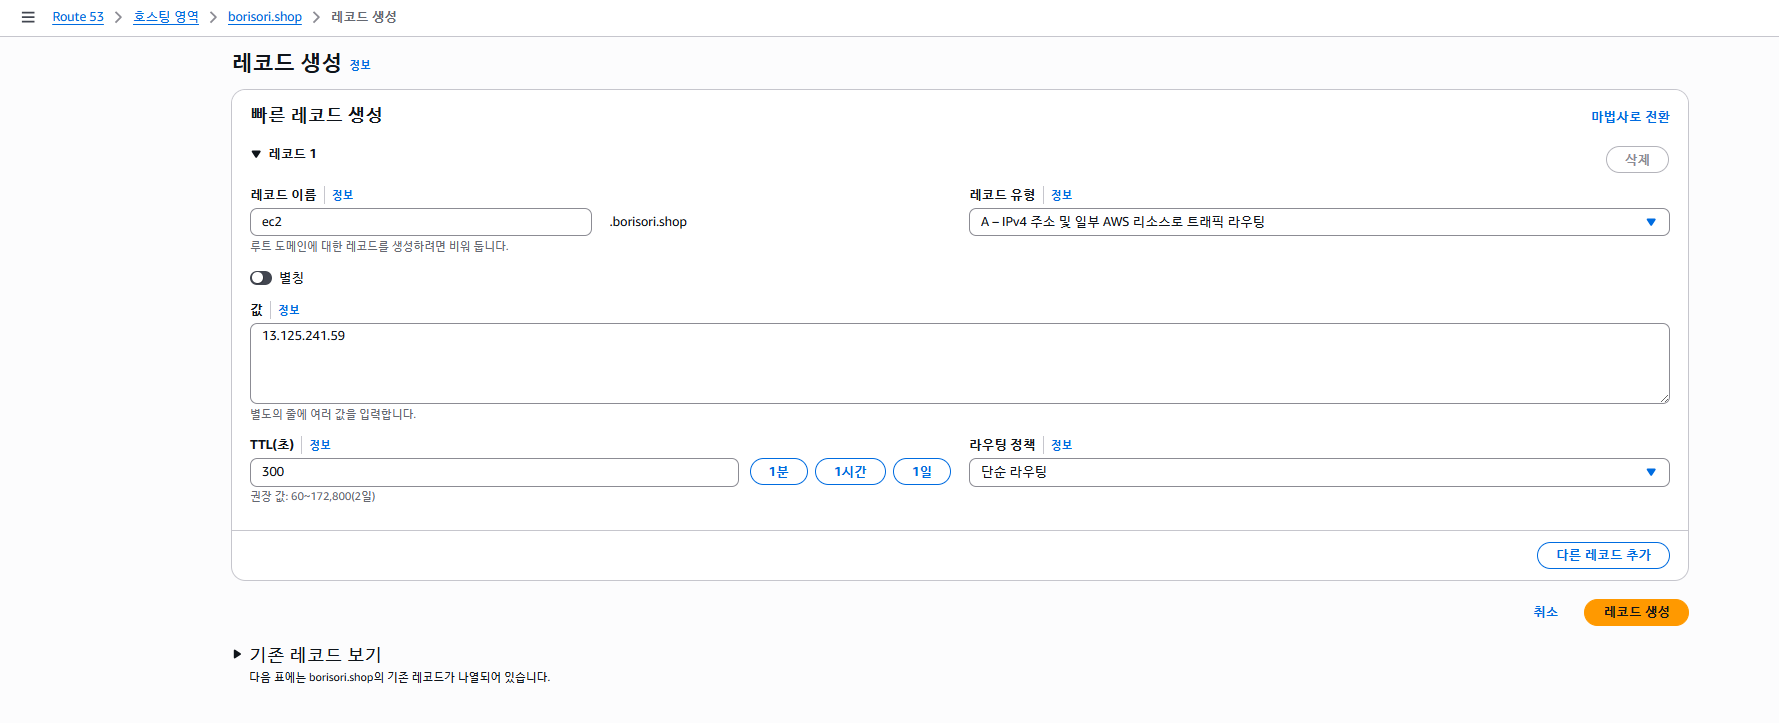 Route 53 > 호스팅 영역 > borisori.shop > 레코드 생성
레코드 생성 정보
빠른 레코드 생성
마법사로 전환
레코드 1
삭제
레코드 이름 정보
레코드 유형 정보
ec2
.borisori.shop
A – IPv4 주소 및 일부 AWS 리소스로 트래픽 라우팅
루트 도메인에 대한 레코드를 생성하려면 비워 둡니다.
별칭
값 정보
13.125.241.59
별도의 줄에 여러 값을 입력합니다.
TTL(초) 정보
라우팅 정책 정보
300
1분
1시간
1일
단순 라우팅
권장 값: 60~172,800(2일)
다른 레코드 추가
취소
레코드 생성
기존 레코드 보기
다음 표에는 borisori.shop의 기존 레코드가 나열되어 있습니다.